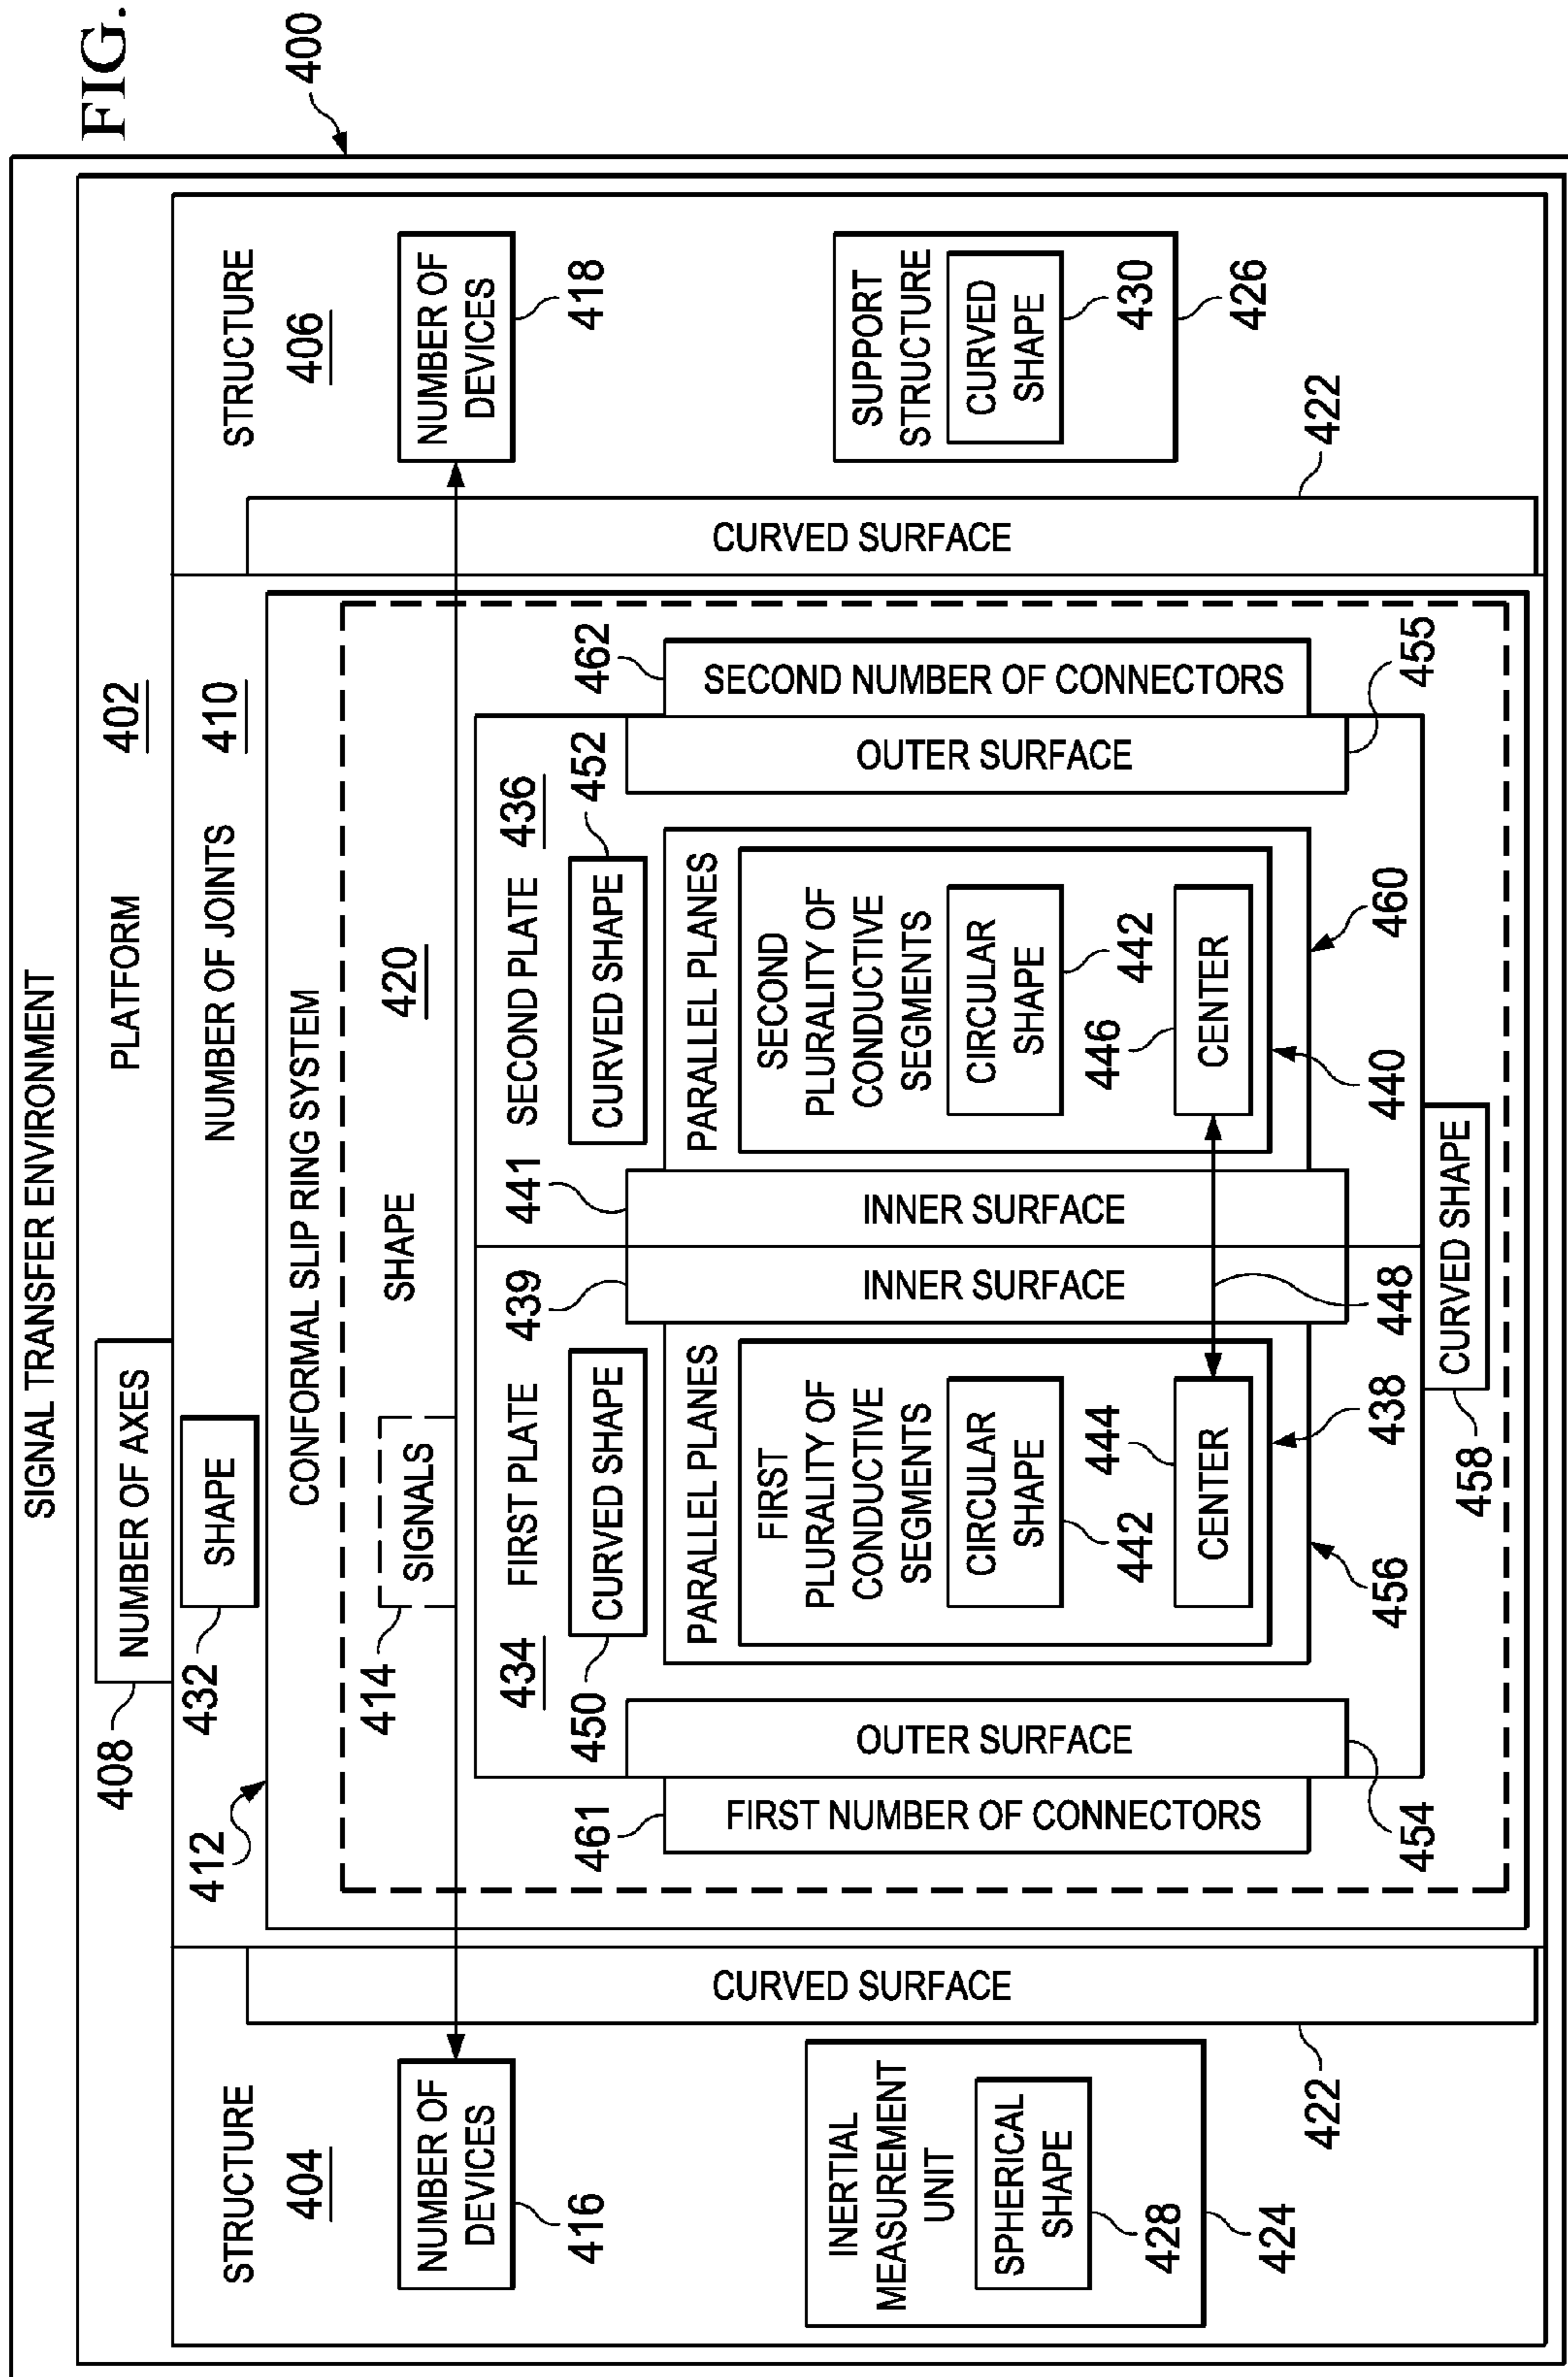 FIG.
400
SIGNAL TRANSFER ENVIRONMENT
PLATFORM
402
NUMBER OF AXES
408
STRUCTURE
404
NUMBER OF
DEVICES
416
INERTIAL
MEASUREMENT
UNIT
SPHERICAL
SHAPE
428
424
CURVED SURFACE
422
NUMBER OF JOINTS
410
SHAPE
432
412
CONFORMAL SLIP RING SYSTEM
SHAPE
420
SIGNALS
414
FIRST PLATE
434
CURVED SHAPE
450
FIRST NUMBER OF CONNECTORS
461
OUTER SURFACE
454
PARALLEL PLANES
FIRST
PLURALITY OF
CONDUCTIVE
SEGMENTS
CIRCULAR
SHAPE
442
444
CENTER
438
456
INNER SURFACE
439
448
SECOND PLATE
436
CURVED SHAPE
452
INNER SURFACE
441
PARALLEL PLANES
SECOND
PLURALITY OF
CONDUCTIVE
SEGMENTS
CIRCULAR
SHAPE
442
446
CENTER
440
460
OUTER SURFACE
455
SECOND NUMBER OF CONNECTORS
462
CURVED SHAPE
458
CURVED SURFACE
422
STRUCTURE
406
NUMBER OF
DEVICES
418
SUPPORT
STRUCTURE
CURVED
SHAPE
430
426